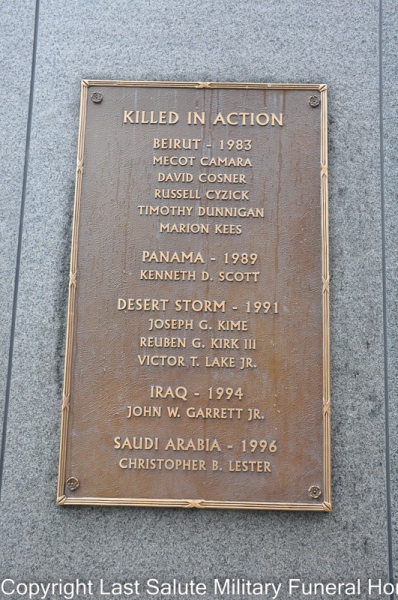 KILLED IN ACTION
BEIRUT - 1983
MECOT CAMARA
DAVID COSNER
RUSSELL CYZICK
TIMOTHY DUNNIGAN
MARION KEES
PANAMA - 1989
KENNETH D. SCOTT
DESERT STORM - 1991
JOSEPH G. KIME
REUBEN G. KIRK III
VICTOR T. LAKE JR.
IRAQ - 1994
JOHN W. GARRETT JR.
SAUDI ARABIA - 1996
CHRISTOPHER B. LESTER
Copyright Last Salute Military Funeral Ho